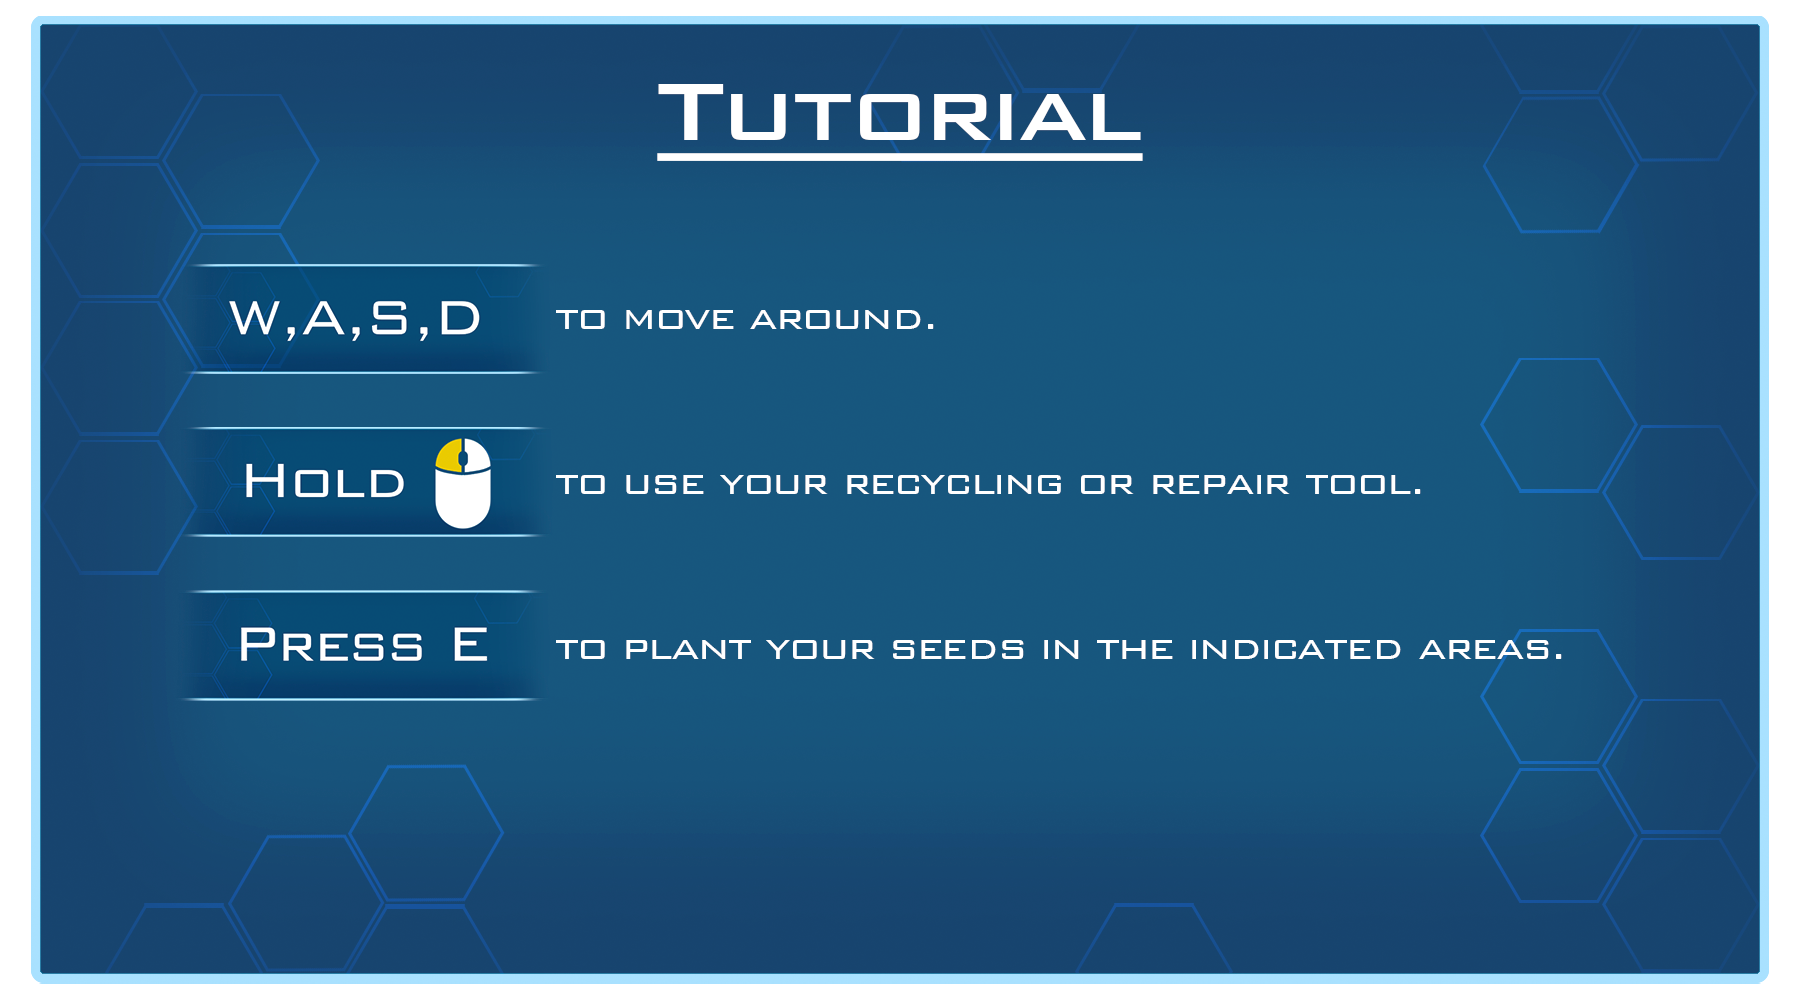 Tutorial
W,A,S,D to move around.
Hold to use your recycling or repair tool.
Press E to plant your seeds in the indicated areas.